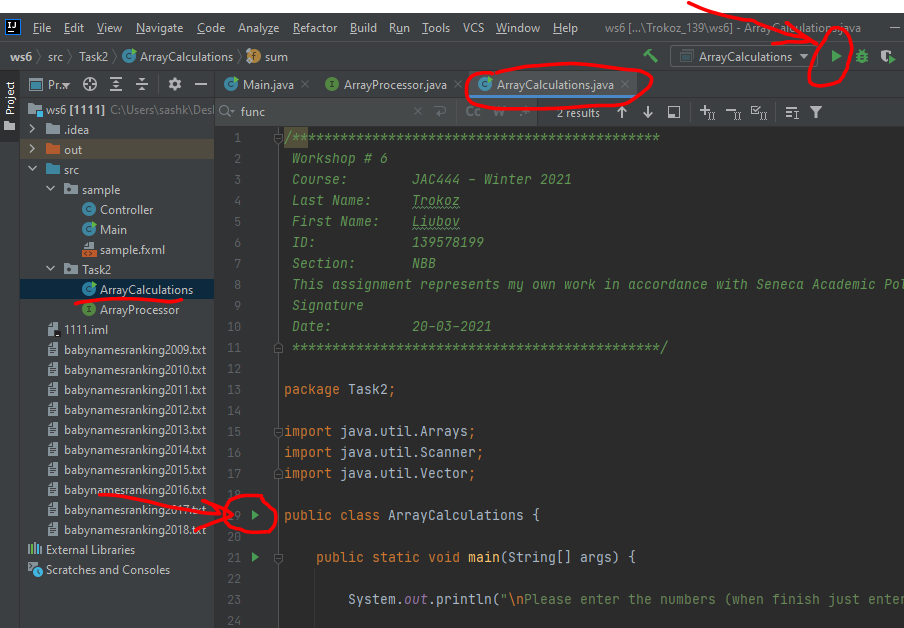 File Edit View Navigate Code Analyze Refactor Build Run Tools VCS Window Help ws6 [...\Trokoz_139\ws6] - ArrayCalculations.java
ws6 src Task2 ArrayCalculations sum ArrayCalculations
Project
Pr. Main.java ArrayProcessor.java ArrayCalculations.java
func Cc W .* 2 results
ws6 [1111] C:\Users\sashk\Des
.idea
out
src
sample
Controller
Main
sample.fxml
Task2
ArrayCalculations
ArrayProcessor
1111.iml
babynamesranking2009.txt
babynamesranking2010.txt
babynamesranking2011.txt
babynamesranking2012.txt
babynamesranking2013.txt
babynamesranking2014.txt
babynamesranking2015.txt
babynamesranking2016.txt
babynamesranking2017.txt
babynamesranking2018.txt
External Libraries
Scratches and Consoles
1 /**********************************************
2 Workshop # 6
3 Course: JAC444 - Winter 2021
4 Last Name: Trokoz
5 First Name: Liubov
6 ID: 139578199
7 Section: NBB
8 This assignment represents my own work in accordance with Seneca Academic Pol
9 Signature
10 Date: 20-03-2021
11 **********************************************/
12
13 package Task2;
14
15 import java.util.Arrays;
16 import java.util.Scanner;
17 import java.util.Vector;
18
19 public class ArrayCalculations {
20
21 public static void main(String[] args) {
22
23 System.out.println("\nPlease enter the numbers (when finish just enter
24